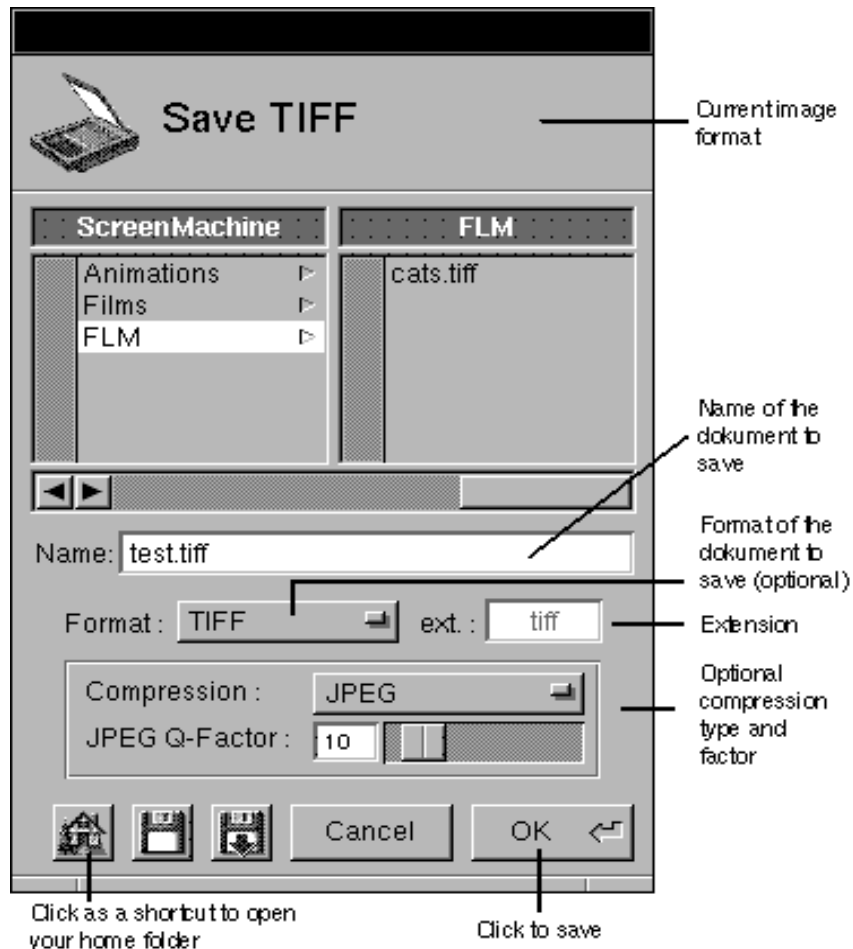 Save TIFF
Current image
format
ScreenMachine
FLM
Animations
Films
FLM
cats.tiff
Name of the
dokument to
save
Name: test.tiff
Format of the
dokument to
save (optional)
Format : TIFF ext. : tiff
Extension
Compression : JPEG
JPEG Q-Factor : 10
Optional
compression
type and
factor
Cancel
OK
Click as a shortcut to open
your home folder
Click to save